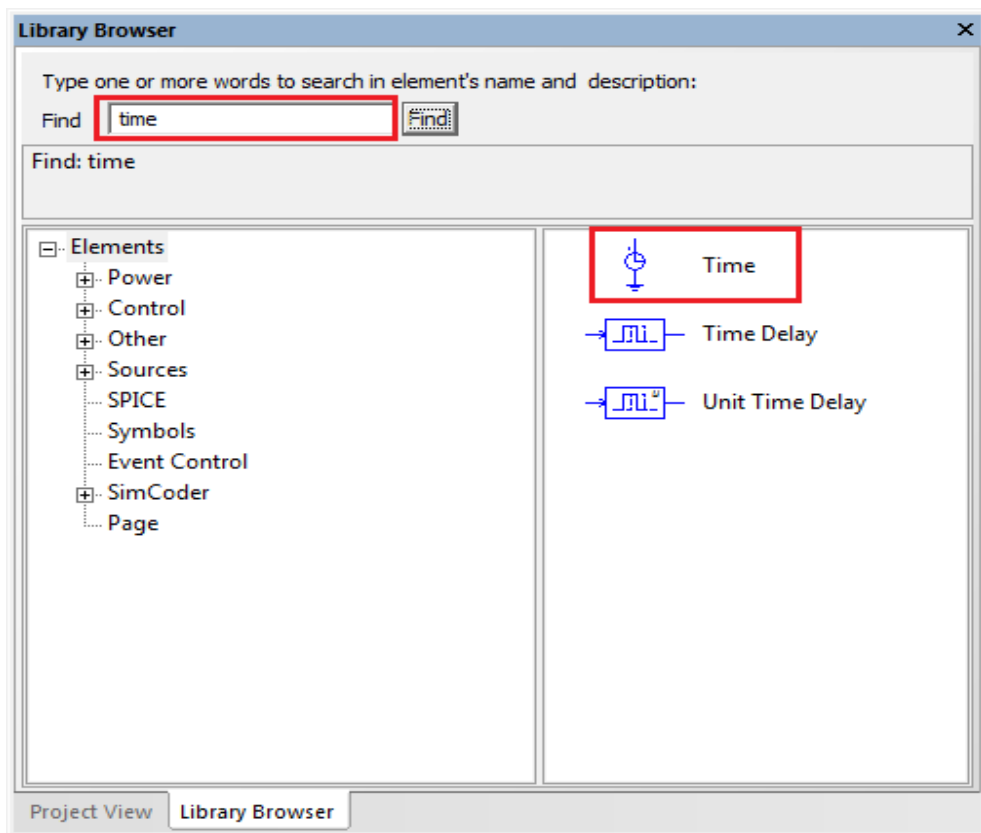 Library Browser
Type one or more words to search in element's name and description:
Find time Find
Find: time
Elements
Power
Control
Other
Sources
SPICE
Symbols
Event Control
SimCoder
Page
Time
Time Delay
Unit Time Delay
Project View Library Browser